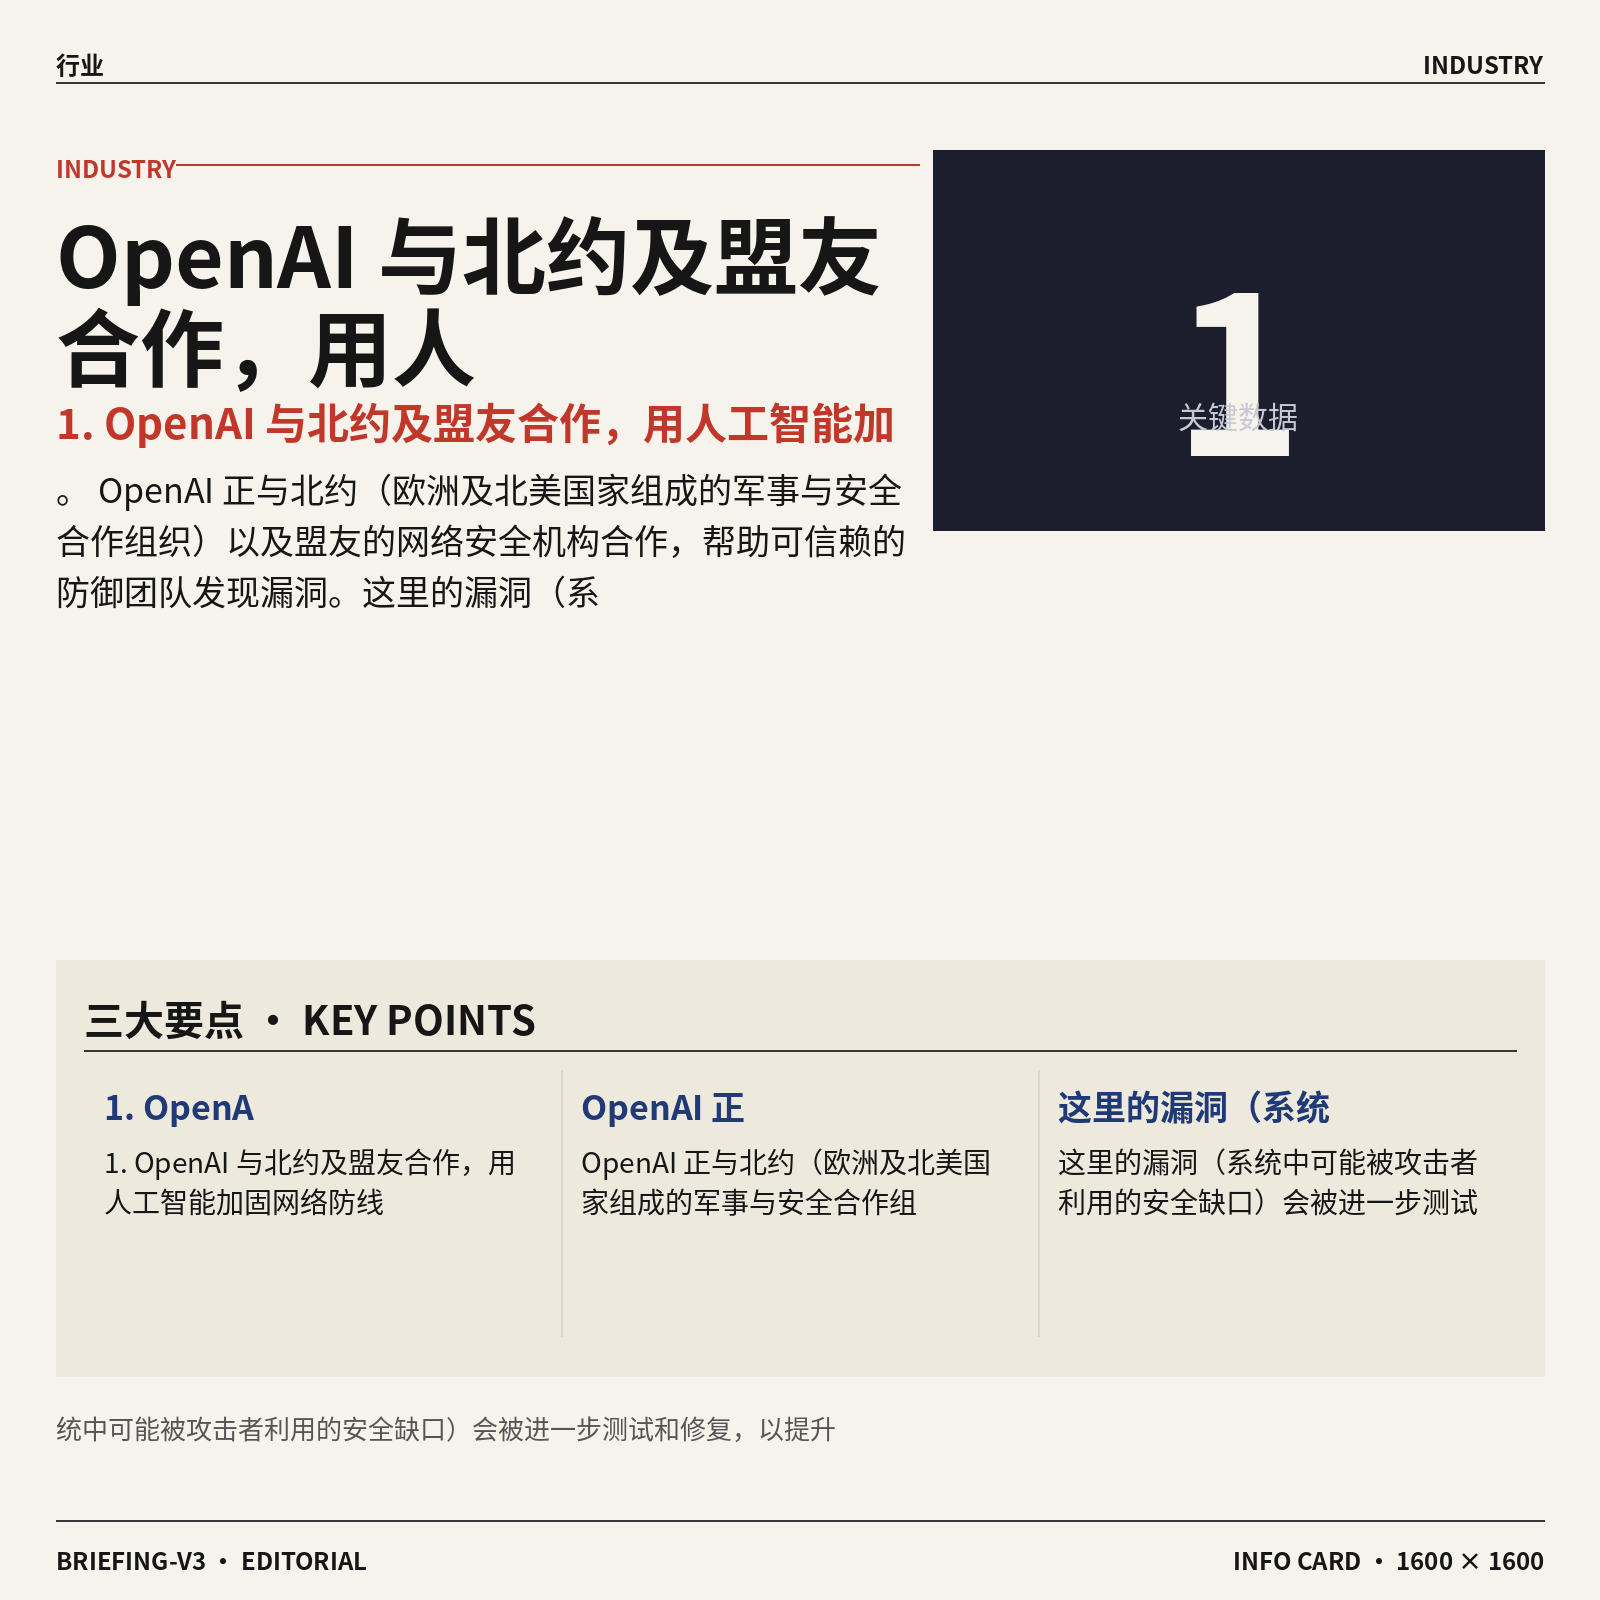 行业
INDUSTRY
INDUSTRY
OpenAI 与北约及盟友
合作，用人
1. OpenAI 与北约及盟友合作，用人工智能加
。 OpenAI 正与北约（欧洲及北美国家组成的军事与安全
合作组织）以及盟友的网络安全机构合作，帮助可信赖的
防御团队发现漏洞。这里的漏洞（系
1
关键数据
三大要点 · KEY POINTS
1. OpenA
1. OpenAI 与北约及盟友合作，用
人工智能加固网络防线
OpenAI 正
OpenAI 正与北约（欧洲及北美国
家组成的军事与安全合作组
这里的漏洞（系统
这里的漏洞（系统中可能被攻击者
利用的安全缺口）会被进一步测试
统中可能被攻击者利用的安全缺口）会被进一步测试和修复，以提升
BRIEFING-V3 · EDITORIAL
INFO CARD · 1600 × 1600